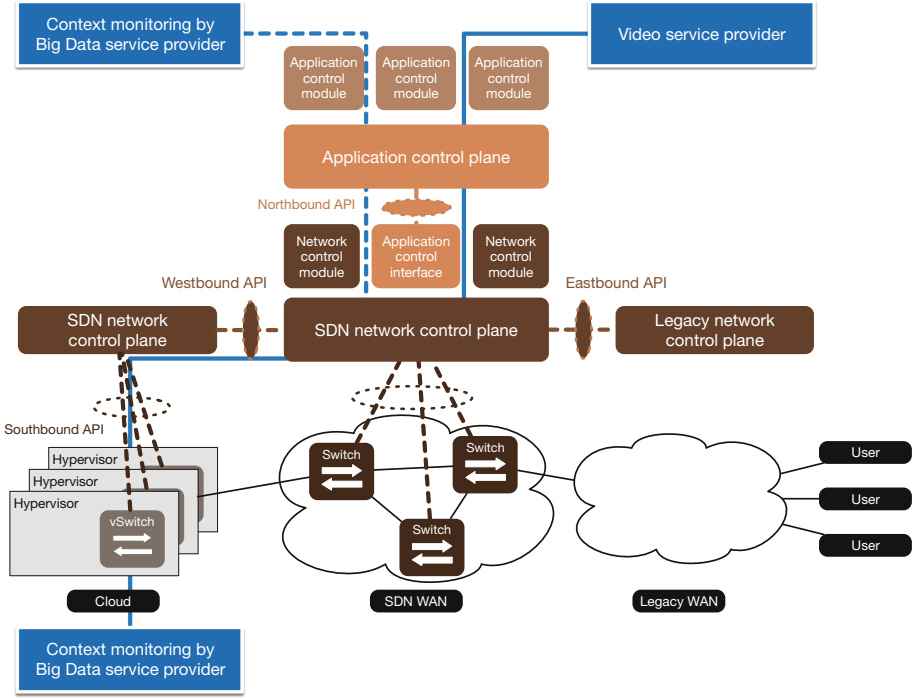 Context monitoring by
Big Data service provider
Video service provider
Application
control
module
Application
control
module
Application
control
module
Application control plane
Northbound API
Network
control
module
Application
control
interface
Network
control
module
Westbound API
Eastbound API
SDN network
control plane
SDN network control plane
Legacy network
control plane
Southbound API
Hypervisor
Hypervisor
Hypervisor
vSwitch
Switch
Switch
Switch
User
User
User
Cloud
SDN WAN
Legacy WAN
Context monitoring by
Big Data service provider